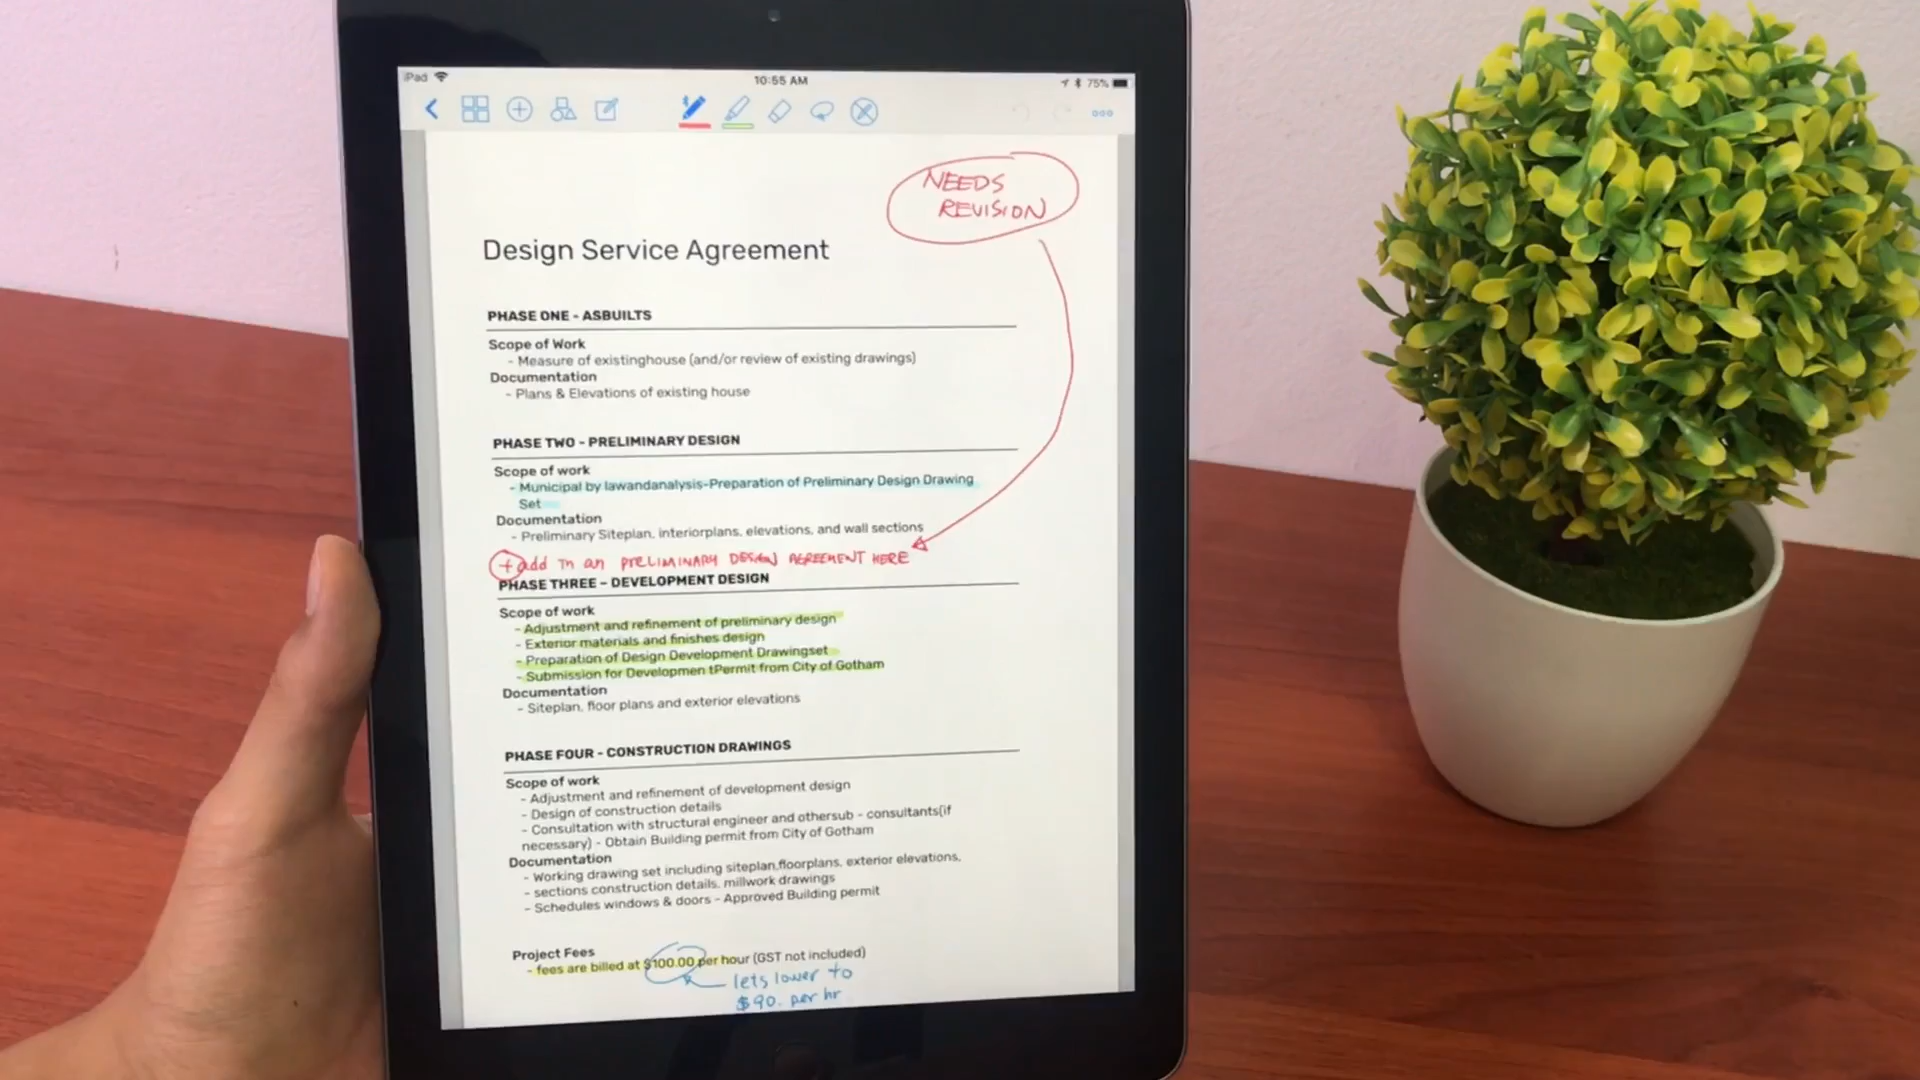 iPad
10:55 AM
75%
NEEDS
REVISION
Design Service Agreement
PHASE ONE - ASBUILTS
Scope of Work
- Measure of existinghouse (and/or review of existing drawings)
Documentation
- Plans & Elevations of existing house
PHASE TWO - PRELIMINARY DESIGN
Scope of work
- Municipal by lawandanalysis-Preparation of Preliminary Design Drawing
Set
Documentation
- Preliminary Siteplan, interiorplans, elevations, and wall sections
+ add in an PRELIMINARY DESIGN AGREEMENT HERE
PHASE THREE - DEVELOPMENT DESIGN
Scope of work
- Adjustment and refinement of preliminary design
- Exterior materials and finishes design
- Preparation of Design Development Drawingset
- Submission for Developmen tPermit from City of Gotham
Documentation
- Siteplan, floor plans and exterior elevations
PHASE FOUR - CONSTRUCTION DRAWINGS
Scope of work
- Adjustment and refinement of development design
- Design of construction details
- Consultation with structural engineer and othersub - consultants(if
necessary) - Obtain Building permit from City of Gotham
Documentation
- Working drawing set including siteplan,floorplans, exterior elevations,
- sections construction details, millwork drawings
- Schedules windows & doors - Approved Building permit
Project Fees
- fees are billed at $100.00 per hour (GST not included)
lets lower to
$90. per hr